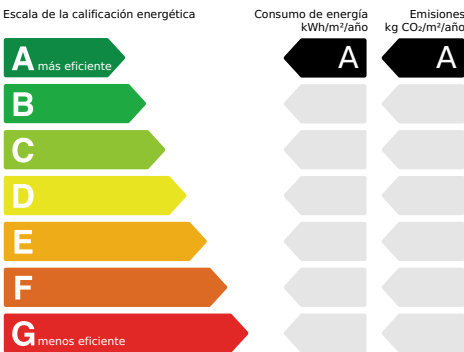 Escala de la calificación energética
Consumo de energía
kWh/m²/año
Emisiones
kg CO₂/m²/año
A más eficiente
A
A
B
C
D
E
F
G menos eficiente